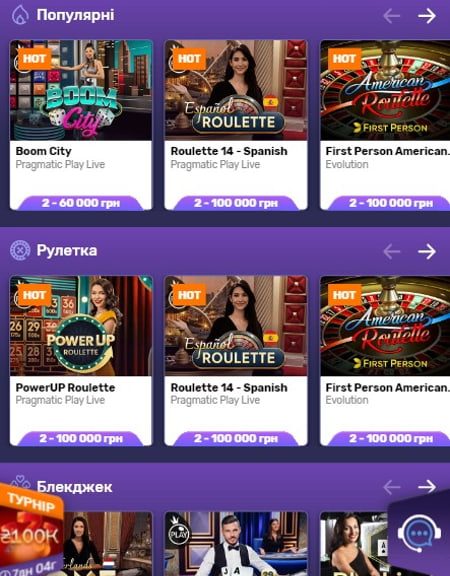 Популярні
HOT
BOOM
City
HOT
Español
ROULETTE
HOT
American
Roulette
FIRST PERSON
Boom City
Pragmatic Play Live
Roulette 14 - Spanish
Pragmatic Play Live
First Person American.
Evolution
2 - 60 000 грн
2 - 100 000 грн
2 - 100 000 грн
Рулетка
HOT
POWER UP
ROULETTE
HOT
Español
ROULETTE
HOT
American
Roulette
FIRST PERSON
PowerUP Roulette
Pragmatic Play Live
Roulette 14 - Spanish
Pragmatic Play Live
First Person American.
Evolution
2 - 100 000 грн
2 - 100 000 грн
2 - 100 000 грн
Блекджек
ТУРНІР
₴100K
7дн 04г
PLAY